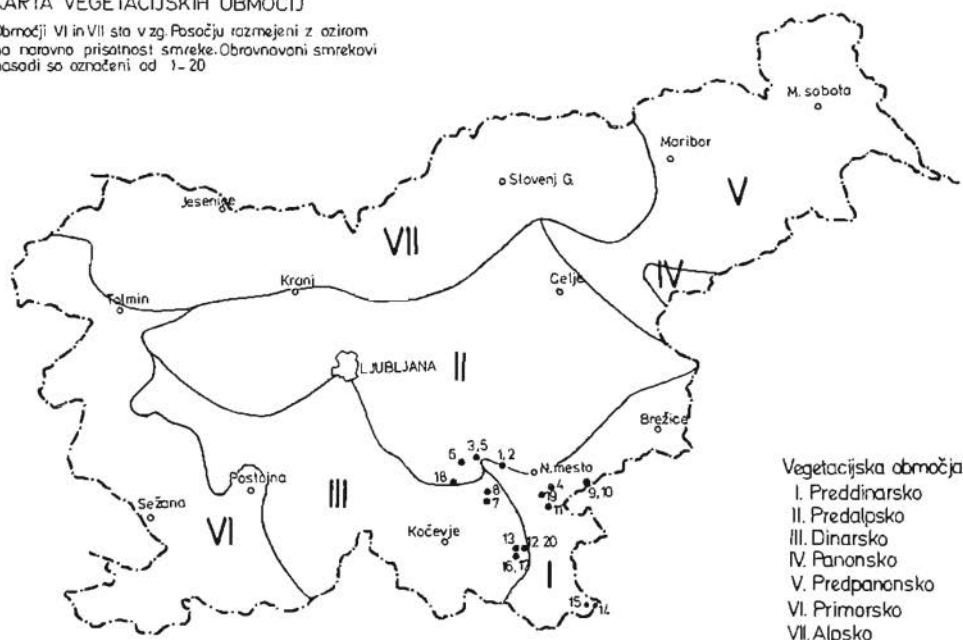 KARTA VEGETACIJSKIH OBMOČIJ
Območji VI in VII sta v zg. Posočju razmejeni z ozirom
na naravno prisotnost smreke. Obravnavani smrekovi
nasadi so označeni od 1-20
M. sobota
Maribor
Slovenj G.
V
Jesenice
VII
IV
Kranj
Celje
Tolmin
II
LJUBLJANA
Brežice
3,5
6
1,2
N. mesto
18
4
8
19
9,10
7
11
Postojna
III
Sežana
VI
Kočevje
13
12 20
16,17
I
15
14
Vegetacijska območja
I. Preddinarsko
II. Predalpsko
III. Dinarsko
IV. Panonsko
V. Predpanonsko
VI. Primorsko
VII. Alpsko